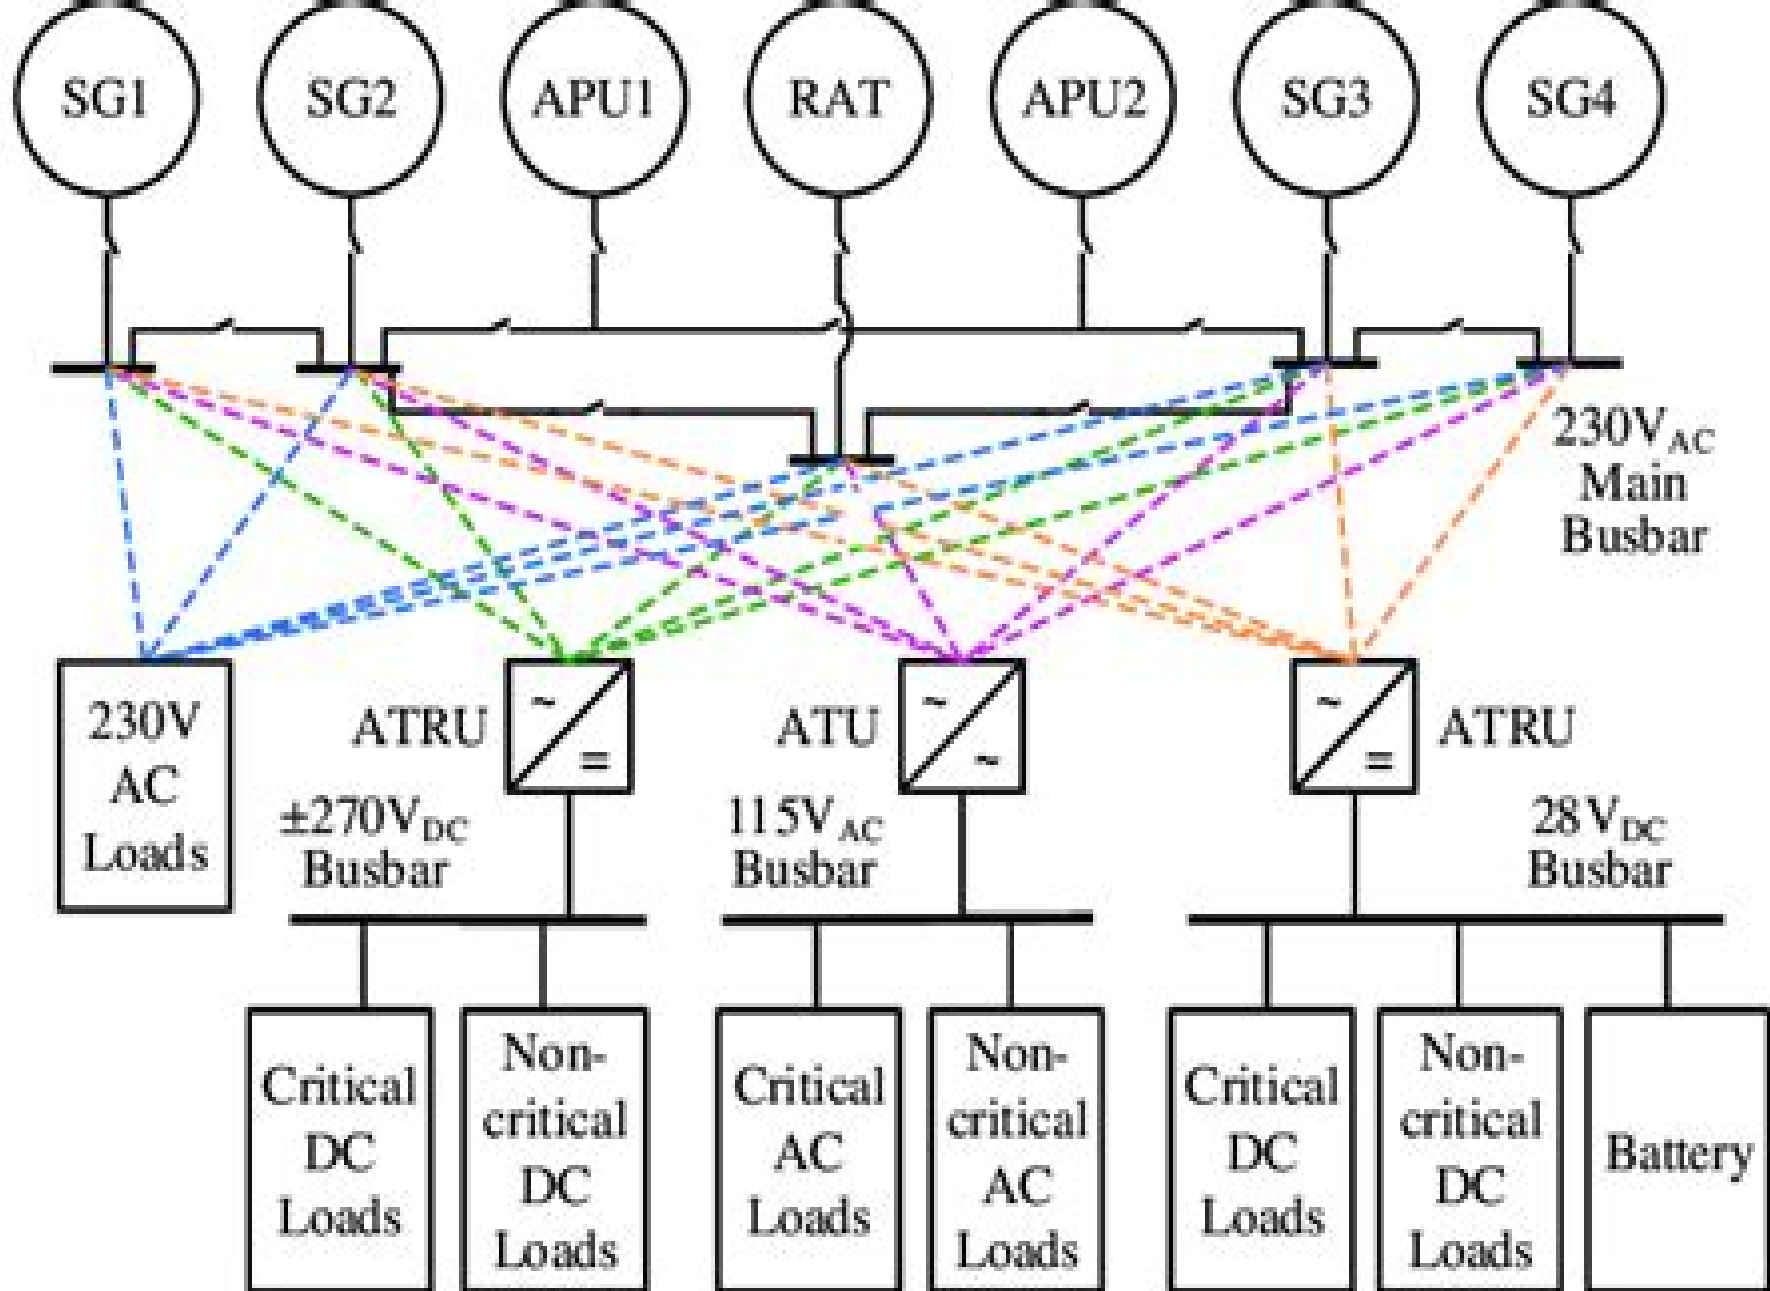 SG1
SG2
APU1
RAT
APU2
SG3
SG4
230VAC
Main
Busbar
230V
AC
Loads
ATRU
~
=
ATU
~
~
~
=
ATRU
±270VDC
Busbar
115VAC
Busbar
28VDC
Busbar
Critical
DC
Loads
Non-
critical
DC
Loads
Critical
AC
Loads
Non-
critical
AC
Loads
Critical
DC
Loads
Non-
critical
DC
Loads
Battery